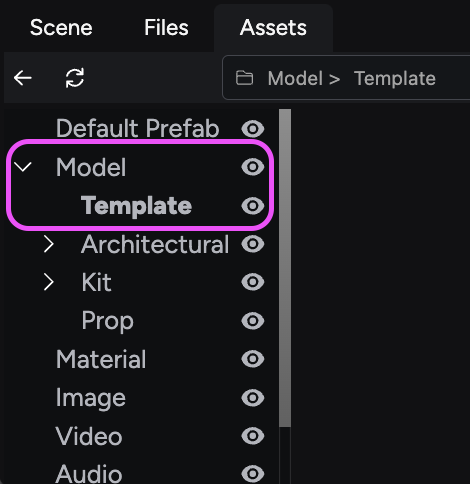 Scene Files Assets
Model > Template
Default Prefab
Model
Template
Architectural
Kit
Prop
Material
Image
Video
Audio